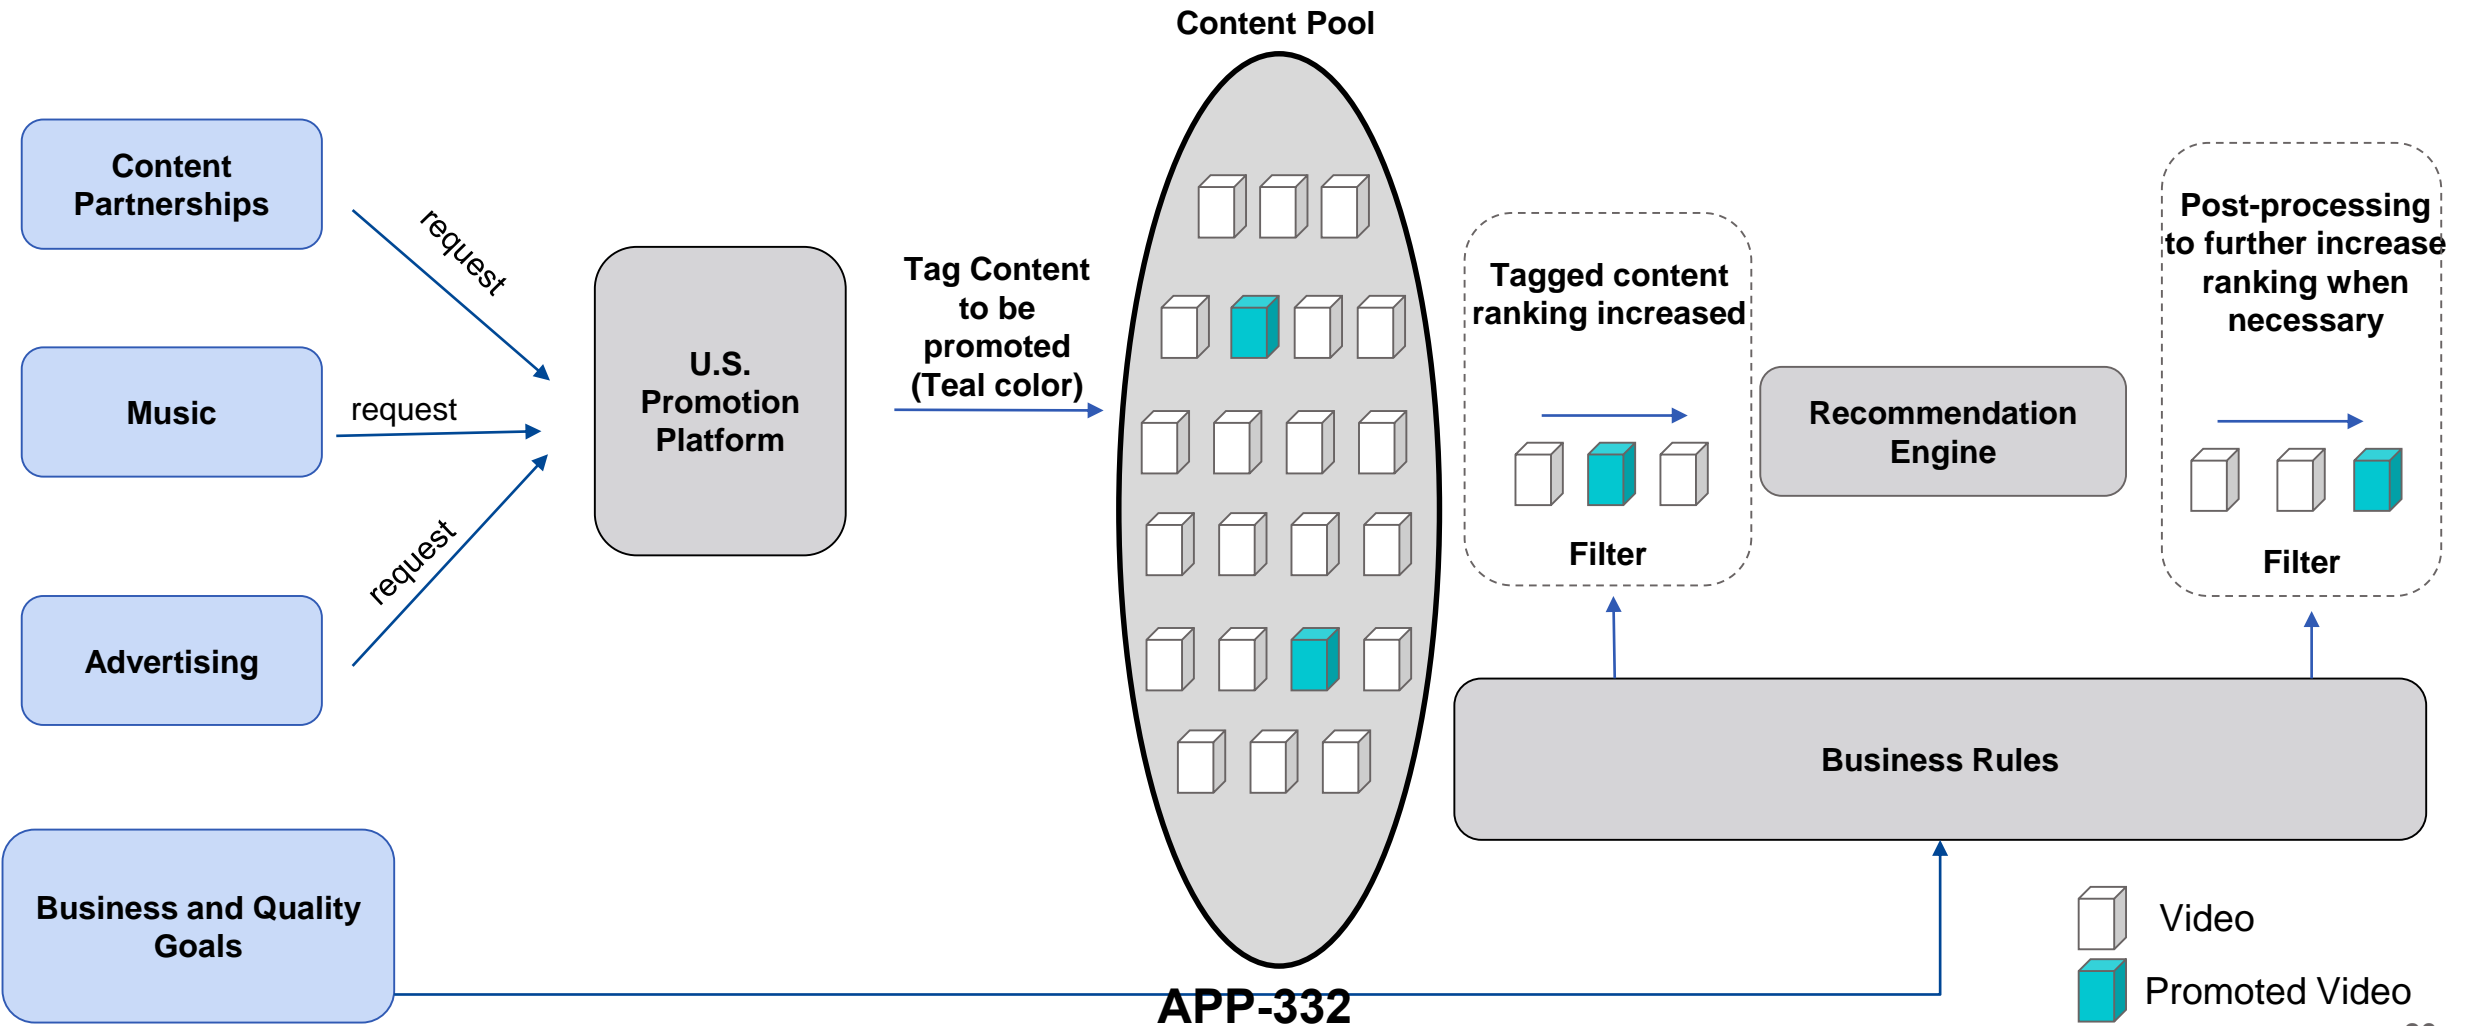 Content Pool
Content
Partnerships
request
Music
request
Advertising
request
Business and Quality
Goals
U.S.
Promotion
Platform
Tag Content
to be
promoted
(Teal color)
Tagged content
ranking increased
Filter
Recommendation
Engine
Post-processing
to further increase
ranking when
necessary
Filter
Business Rules
Video
Promoted Video
APP-332